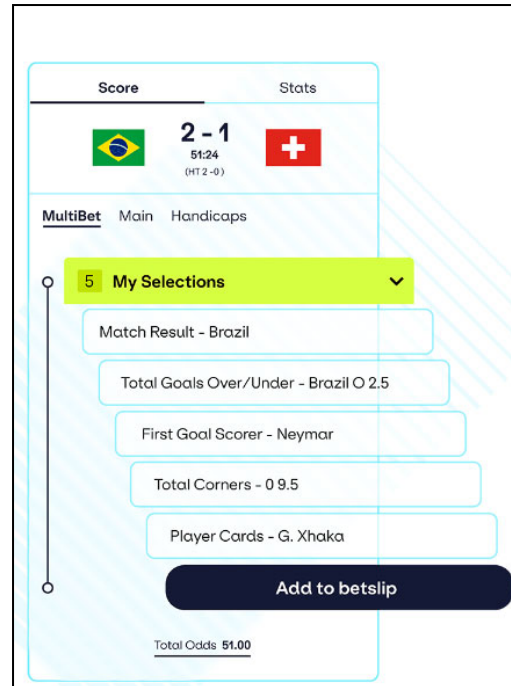 Score Stats
2 - 1
51:24
(HT 2 -0 )
MultiBet Main Handicaps
5 My Selections
Match Result - Brazil
Total Goals Over/Under - Brazil O 2.5
First Goal Scorer - Neymar
Total Corners - 0 9.5
Player Cards - G. Xhaka
Add to betslip
Total Odds 51.00